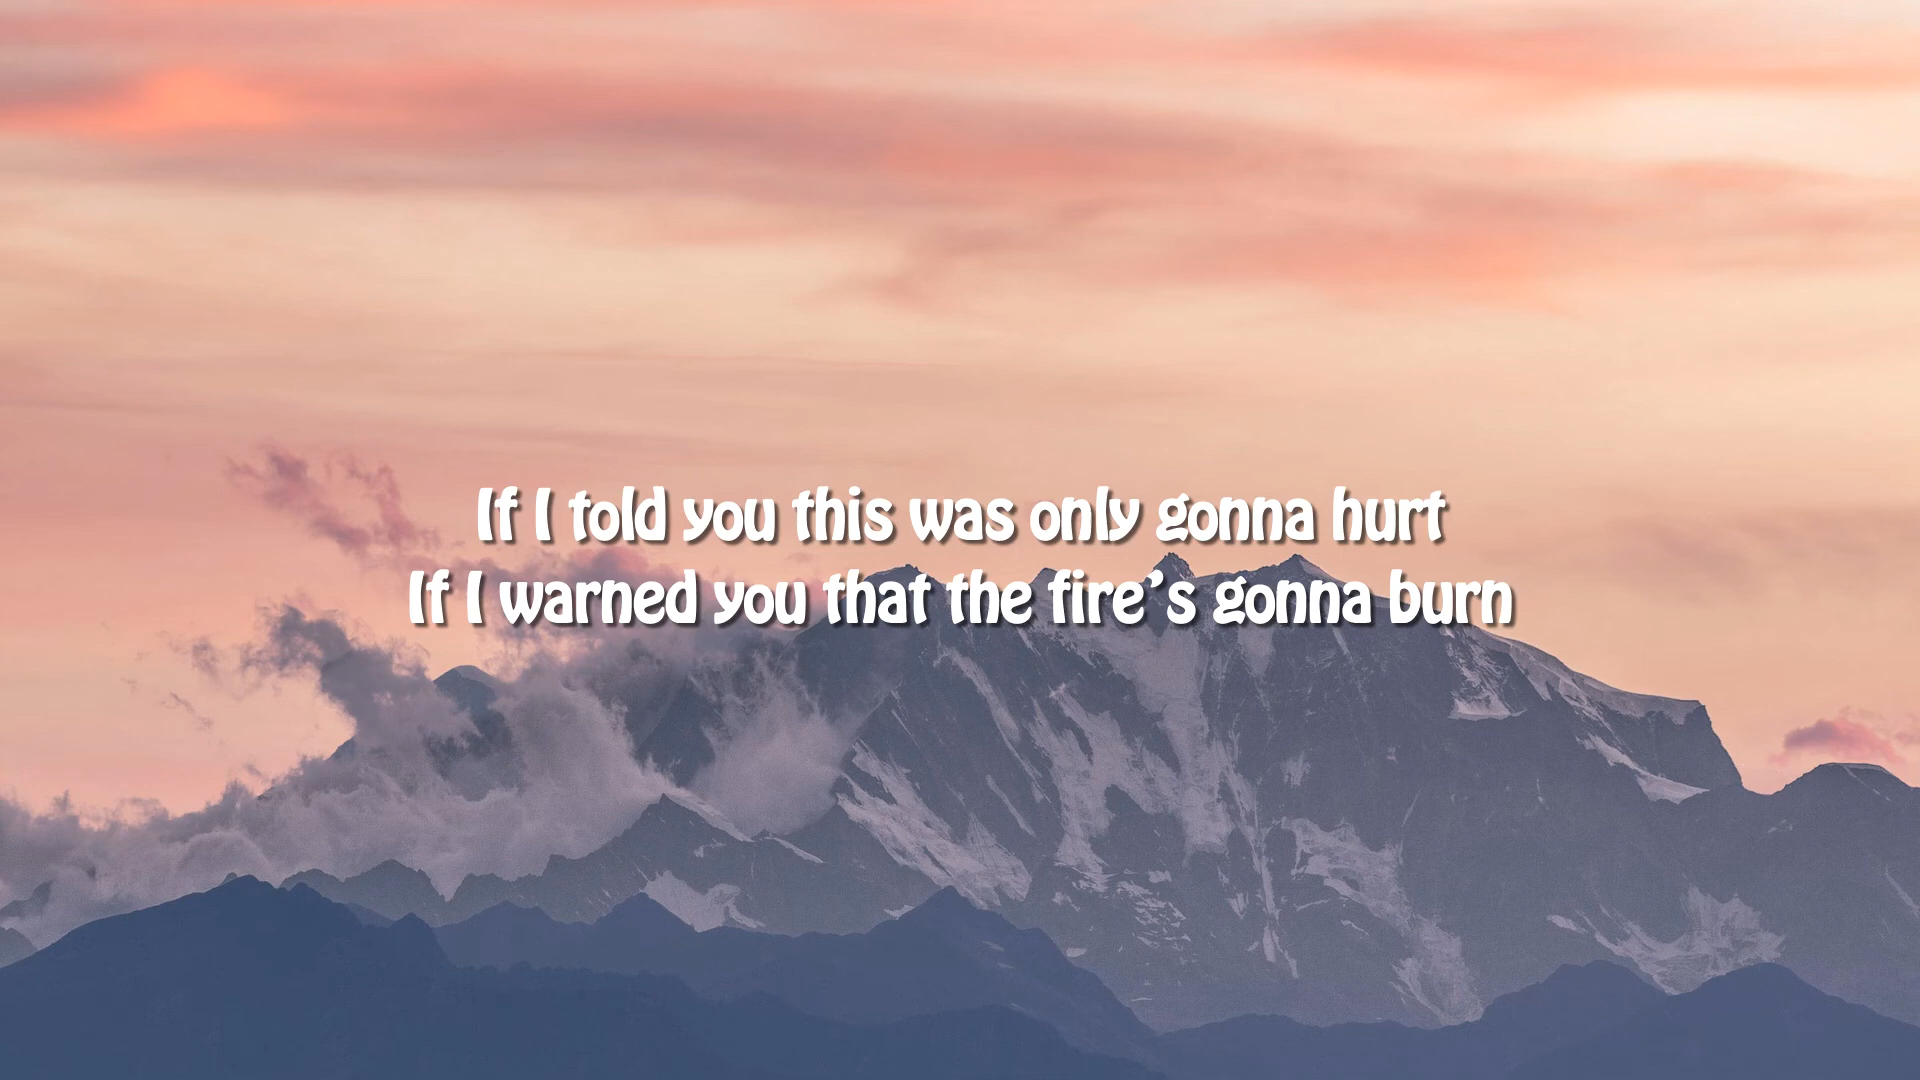 If I told you this was only gonna hurt
If I warned you that the fire’s gonna burn